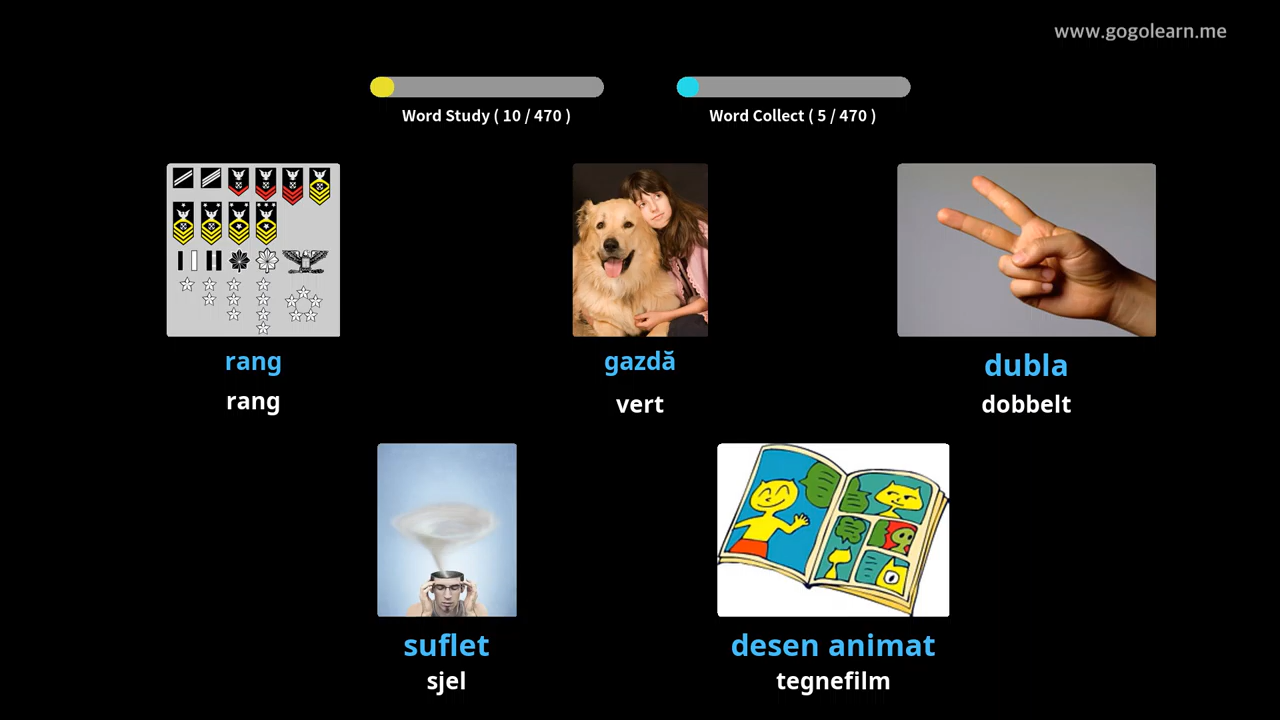 www.gogolearn.me
Word Study ( 10 / 470 )
Word Collect ( 5 / 470 )
rang
rang
gazdă
vert
dubla
dobbelt
suflet
sjel
desen animat
tegnefilm